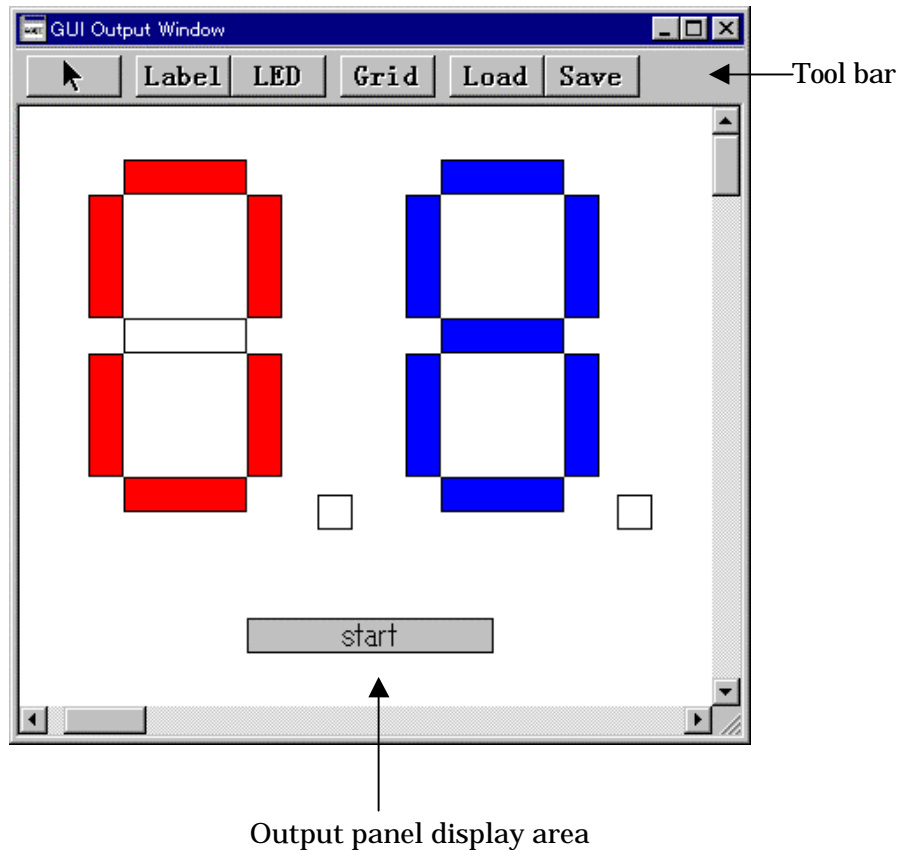 GUI Output Window
Label LED Grid Load Save
Tool bar
start
Output panel display area